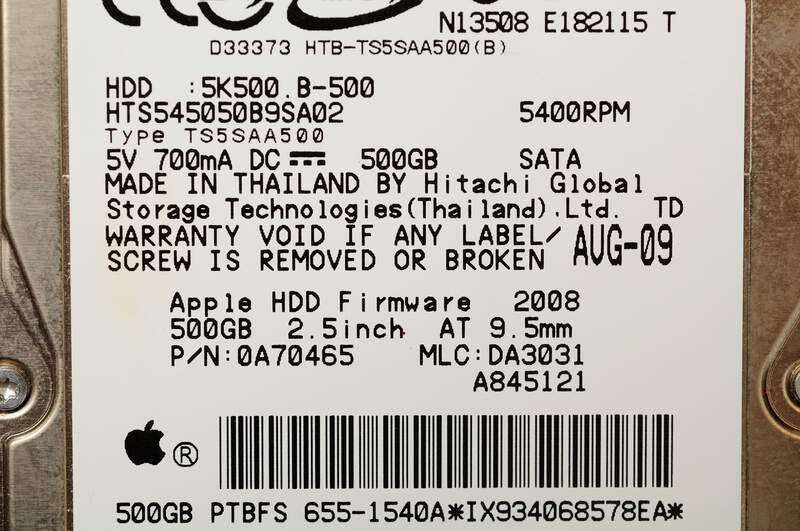 N13508 E182115 T
D33373 HTB-TS5SAA500(B)
HDD :5K500.B-500
HTS545050B9SA02 5400RPM
Type TS5SAA500
5V 700mA DC 500GB SATA
MADE IN THAILAND BY Hitachi Global
Storage Technologies(Thailand).Ltd. TD
WARRANTY VOID IF ANY LABEL/
SCREW IS REMOVED OR BROKEN AUG-09
Apple HDD Firmware 2008
500GB 2.5inch AT 9.5mm
P/N:0A70465 MLC:DA3031
A845121
®
500GB PTBFS 655-1540A*IX934068578EA*